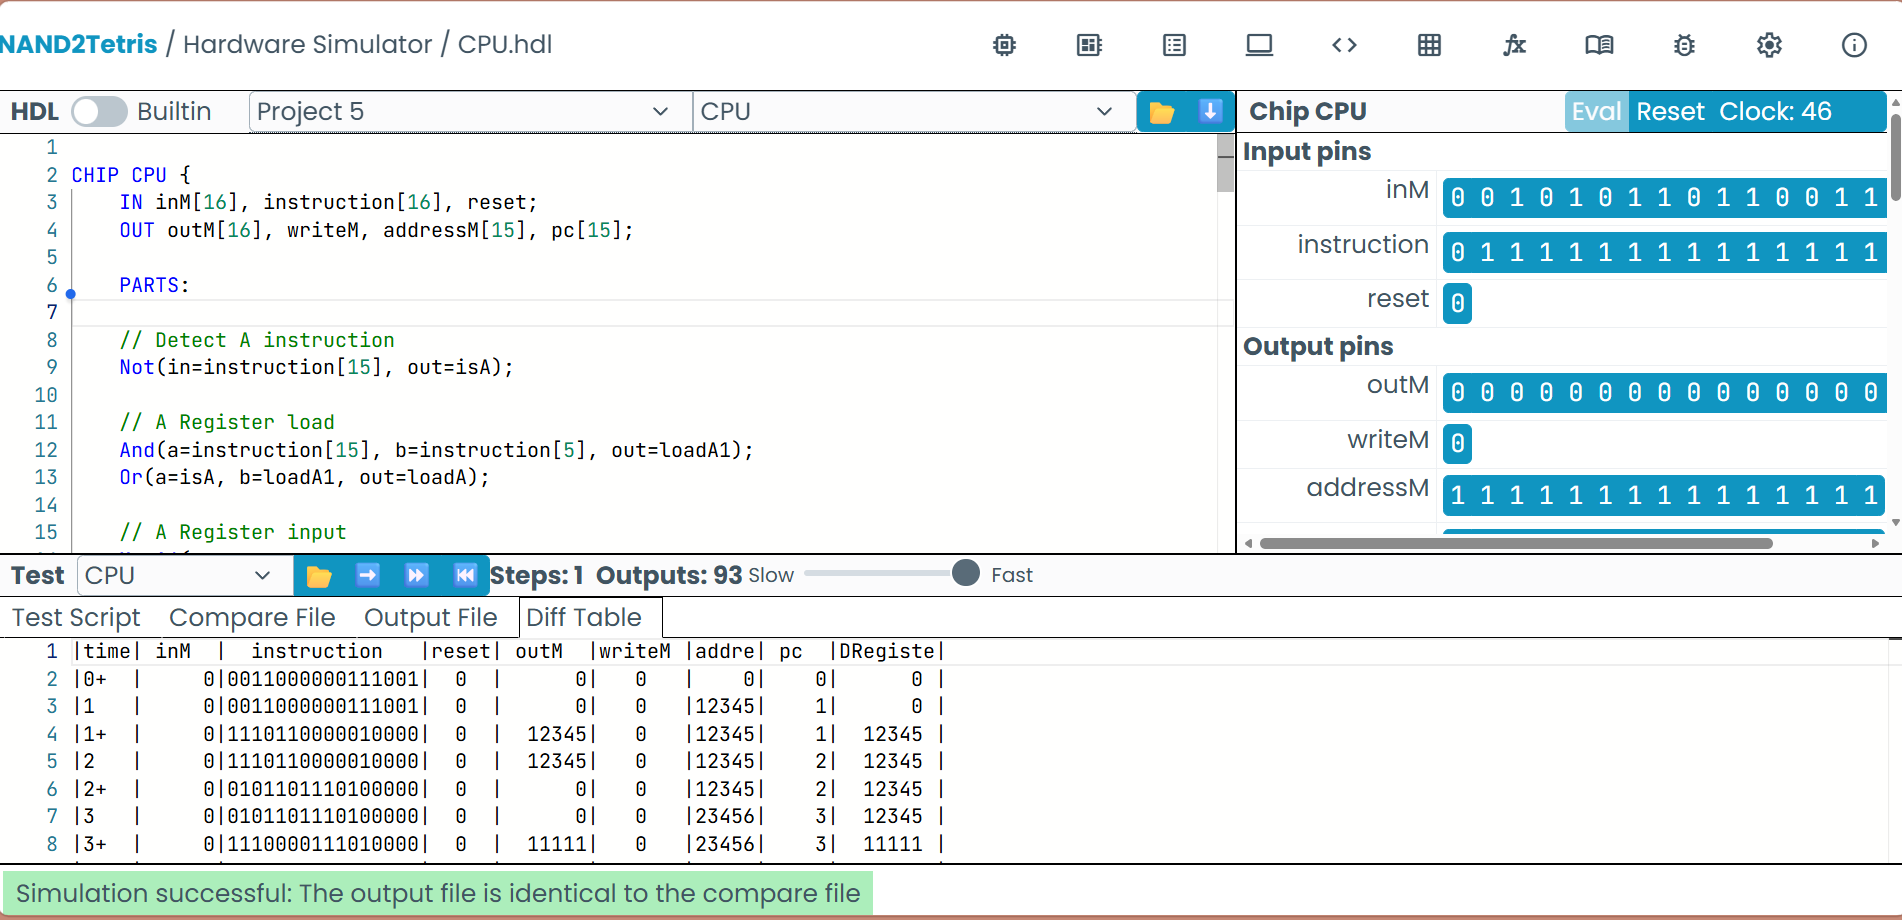 NAND2Tetris / Hardware Simulator / CPU.hdl
HDL Builtin Project 5 CPU
1
2 CHIP CPU {
3 IN inM[16], instruction[16], reset;
4 OUT outM[16], writeM, addressM[15], pc[15];
5
6 PARTS:
7
8 // Detect A instruction
9 Not(in=instruction[15], out=isA);
10
11 // A Register load
12 And(a=instruction[15], b=instruction[5], out=loadA1);
13 Or(a=isA, b=loadA1, out=loadA);
14
15 // A Register input
Chip CPU Eval Reset Clock: 46
Input pins
inM 0 0 1 0 1 0 1 1 0 1 1 0 0 1 1
instruction 0 1 1 1 1 1 1 1 1 1 1 1 1 1 1
reset 0
Output pins
outM 0 0 0 0 0 0 0 0 0 0 0 0 0 0 0
writeM 0
addressM 1 1 1 1 1 1 1 1 1 1 1 1 1 1 1
Test CPU Steps: 1 Outputs: 93 Slow Fast
Test Script Compare File Output File Diff Table
1 |time| inM | instruction |reset| outM |writeM |addre| pc |DRegiste|
2 |0+ | 0|0011000000111001| 0 | 0| 0 | 0| 0| 0 |
3 |1 | 0|0011000000111001| 0 | 0| 0 |12345| 1| 0 |
4 |1+ | 0|1110110000010000| 0 | 12345| 0 |12345| 1| 12345 |
5 |2 | 0|1110110000010000| 0 | 12345| 0 |12345| 2| 12345 |
6 |2+ | 0|0101101110100000| 0 | 0| 0 |12345| 2| 12345 |
7 |3 | 0|0101101110100000| 0 | 0| 0 |23456| 3| 12345 |
8 |3+ | 0|1110000111010000| 0 | 11111| 0 |23456| 3| 11111 |
Simulation successful: The output file is identical to the compare file